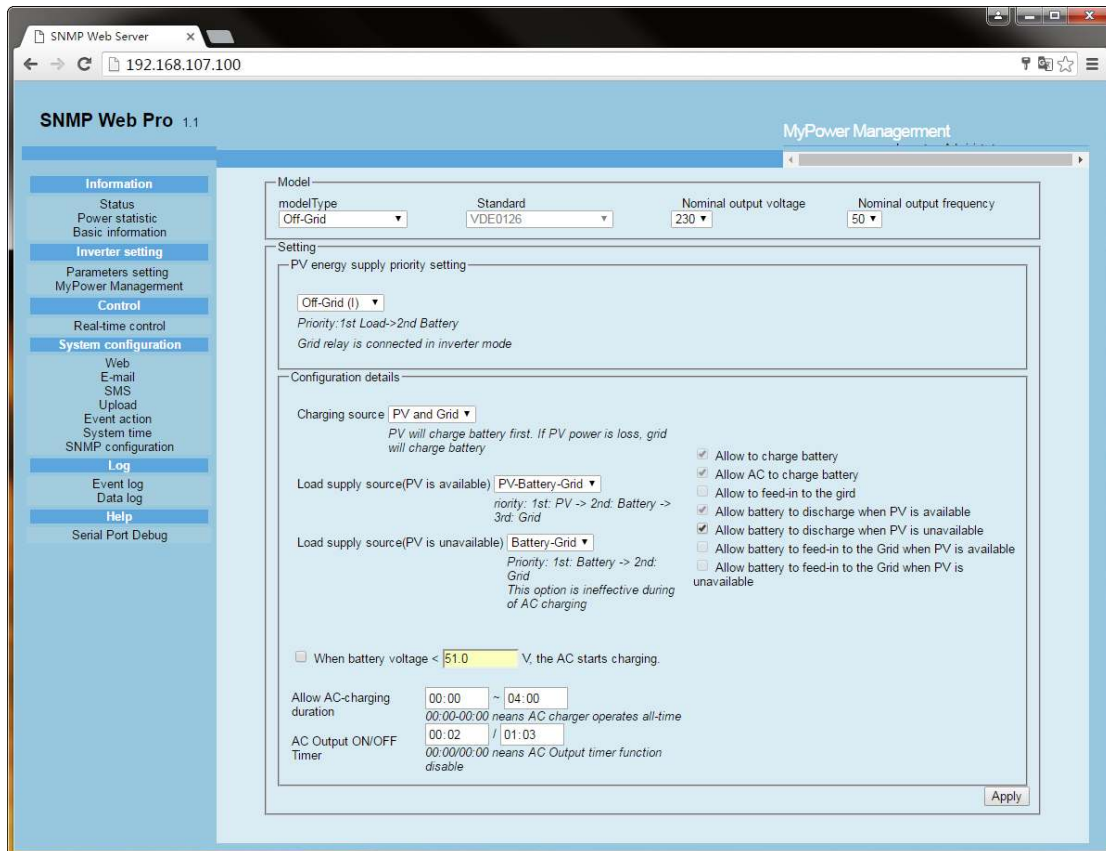 SNMP Web Server
192.168.107.100
SNMP Web Pro 1.1
MyPower Managerment
Information
Status
Power statistic
Basic information
Inverter setting
Parameters setting
MyPower Management
Control
Real-time control
System configuration
Web
E-mail
SMS
Upload
Event action
System time
SNMP configuration
Log
Event log
Data log
Help
Serial Port Debug
Model
modelType Standard Nominal output voltage Nominal output frequency
Off-Grid VDE0126 230 50
Setting
PV energy supply priority setting
Off-Grid (I)
Priority:1st Load->2nd Battery
Grid relay is connected in inverter mode
Configuration details
Charging source PV and Grid
PV will charge battery first. If PV power is loss, grid
will charge battery
Load supply source(PV is available) PV-Battery-Grid
riority: 1st: PV -> 2nd: Battery ->
3rd: Grid
Load supply source(PV is unavailable) Battery-Grid
Priority: 1st: Battery -> 2nd:
Grid
This option is ineffective during
of AC charging
Allow to charge battery
Allow AC to charge battery
Allow to feed-in to the gird
Allow battery to discharge when PV is available
Allow battery to discharge when PV is unavailable
Allow battery to feed-in to the Grid when PV is available
Allow battery to feed-in to the Grid when PV is
unavailable
When battery voltage < 51.0 V, the AC starts charging.
Allow AC-charging
duration
00:00 ~ 04:00
00:00-00:00 neans AC charger operates all-time
AC Output ON/OFF
Timer
00:02 / 01:03
00:00/00:00 neans AC Output timer function
disable
Apply